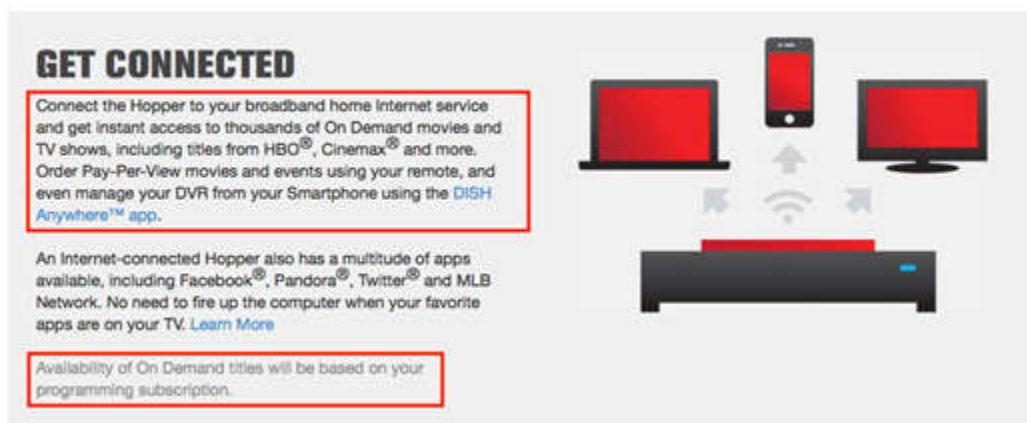 GET CONNECTED
Connect the Hopper to your broadband home Internet service
and get instant access to thousands of On Demand movies and
TV shows, including titles from HBO®, Cinemax® and more.
Order Pay-Per-View movies and events using your remote, and
even manage your DVR from your Smartphone using the DISH
Anywhere™ app.
An Internet-connected Hopper also has a multitude of apps
available, including Facebook®, Pandora®, Twitter® and MLB
Network. No need to fire up the computer when your favorite
apps are on your TV. Learn More
Availability of On Demand titles will be based on your
programming subscription.